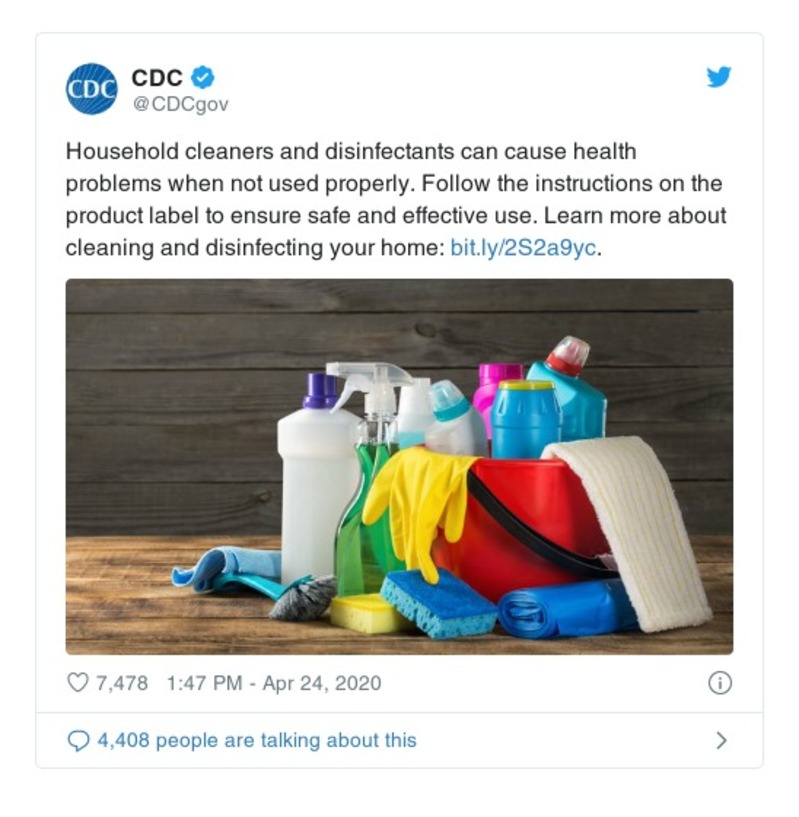 CDC
CDC
@CDCgov
Household cleaners and disinfectants can cause health
problems when not used properly. Follow the instructions on the
product label to ensure safe and effective use. Learn more about
cleaning and disinfecting your home: bit.ly/2S2a9yc.
7,478 1:47 PM - Apr 24, 2020
4,408 people are talking about this